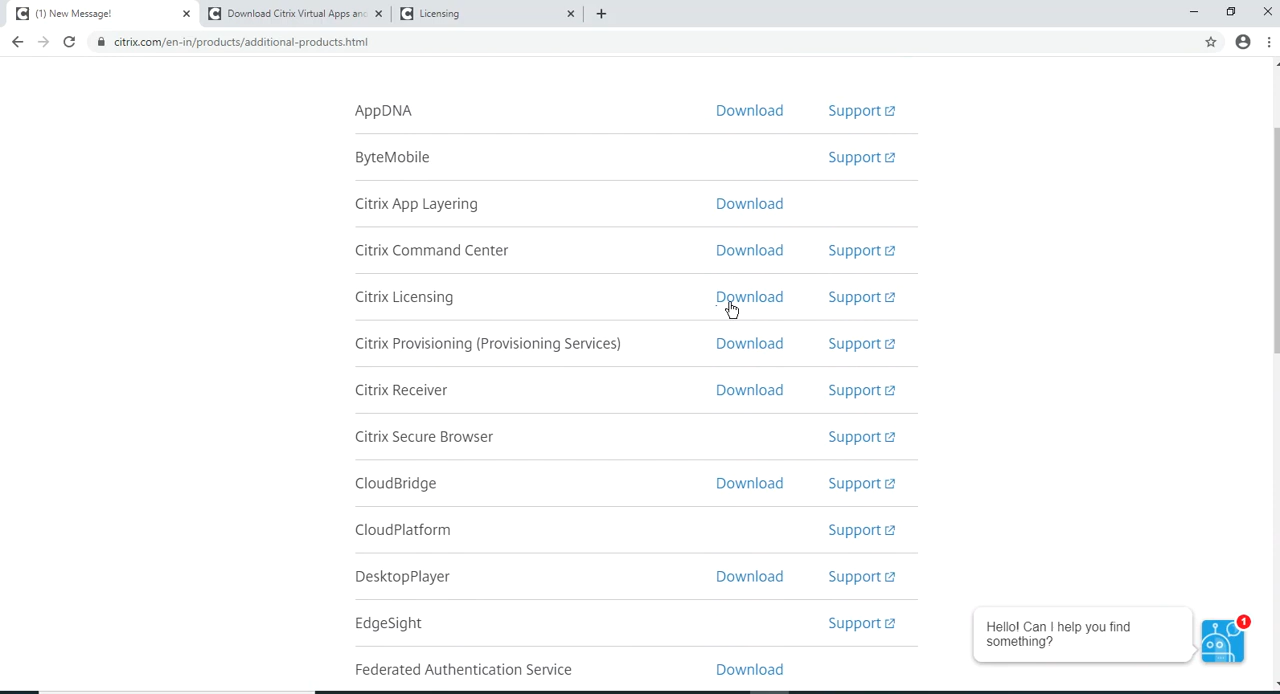 (1) New Message!
Download Citrix Virtual Apps and
Licensing
citrix.com/en-in/products/additional-products.html
AppDNA Download Support
ByteMobile Support
Citrix App Layering Download
Citrix Command Center Download Support
Citrix Licensing Download Support
Citrix Provisioning (Provisioning Services) Download Support
Citrix Receiver Download Support
Citrix Secure Browser Support
CloudBridge Download Support
CloudPlatform Support
DesktopPlayer Download Support
EdgeSight Support
Federated Authentication Service Download
Hello! Can I help you find
something?
1